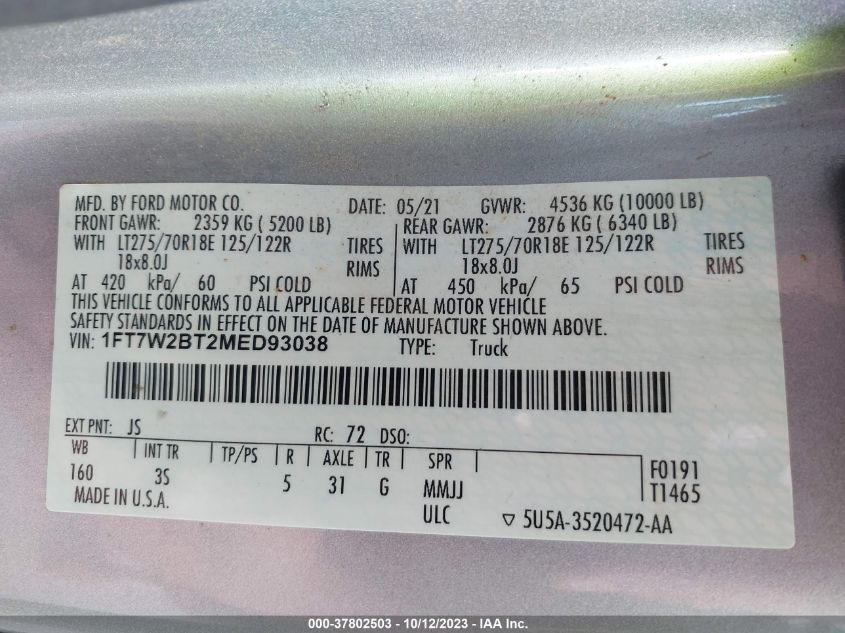 MFD. BY FORD MOTOR CO. DATE: 05/21 GVWR: 4536 KG (10000 LB)
FRONT GAWR: 2359 KG ( 5200 LB) REAR GAWR: 2876 KG ( 6340 LB)
WITH LT275/70R18E 125/122R TIRES WITH LT275/70R18E 125/122R TIRES
18x8.0J RIMS 18x8.0J RIMS
AT 420 kPa/ 60 PSI COLD AT 450 kPa/ 65 PSI COLD
THIS VEHICLE CONFORMS TO ALL APPLICABLE FEDERAL MOTOR VEHICLE
SAFETY STANDARDS IN EFFECT ON THE DATE OF MANUFACTURE SHOWN ABOVE.
VIN: 1FT7W2BT2MED93038 TYPE: Truck
EXT PNT: JS RC: 72 DSO:
WB INT TR TP/PS R AXLE TR SPR F0191
160 3S 5 31 G MMJJ T1465
MADE IN U.S.A. ULC ▽ 5U5A-3520472-AA
000-37802503 - 10/12/2023 - IAA Inc.